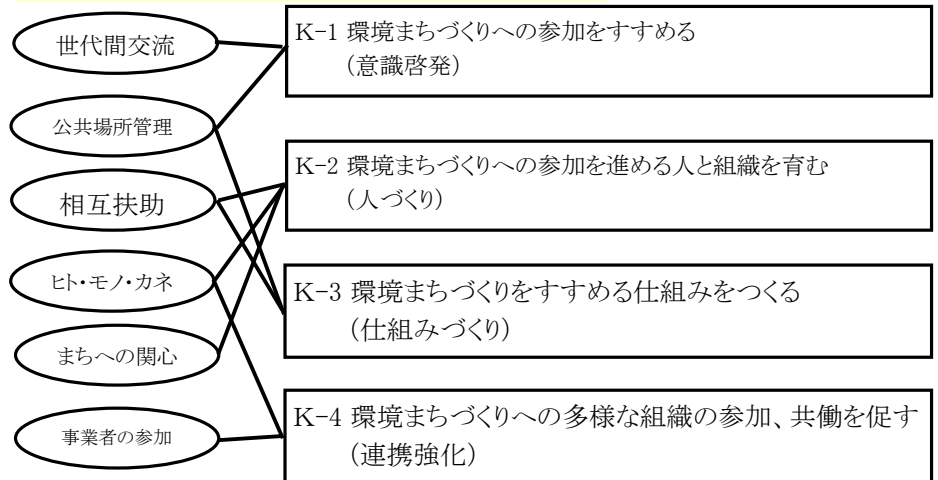 世代間交流
公共場所管理
相互扶助
ヒト・モノ・カネ
まちへの関心
事業者の参加
K-1 環境まちづくりへの参加をすすめる
（意識啓発）
K-2 環境まちづくりへの参加を進める人と組織を育む
（人づくり）
K-3 環境まちづくりをすすめる仕組みをつくる
（仕組みづくり）
K-4 環境まちづくりへの多様な組織の参加、共働を促す
（連携強化）